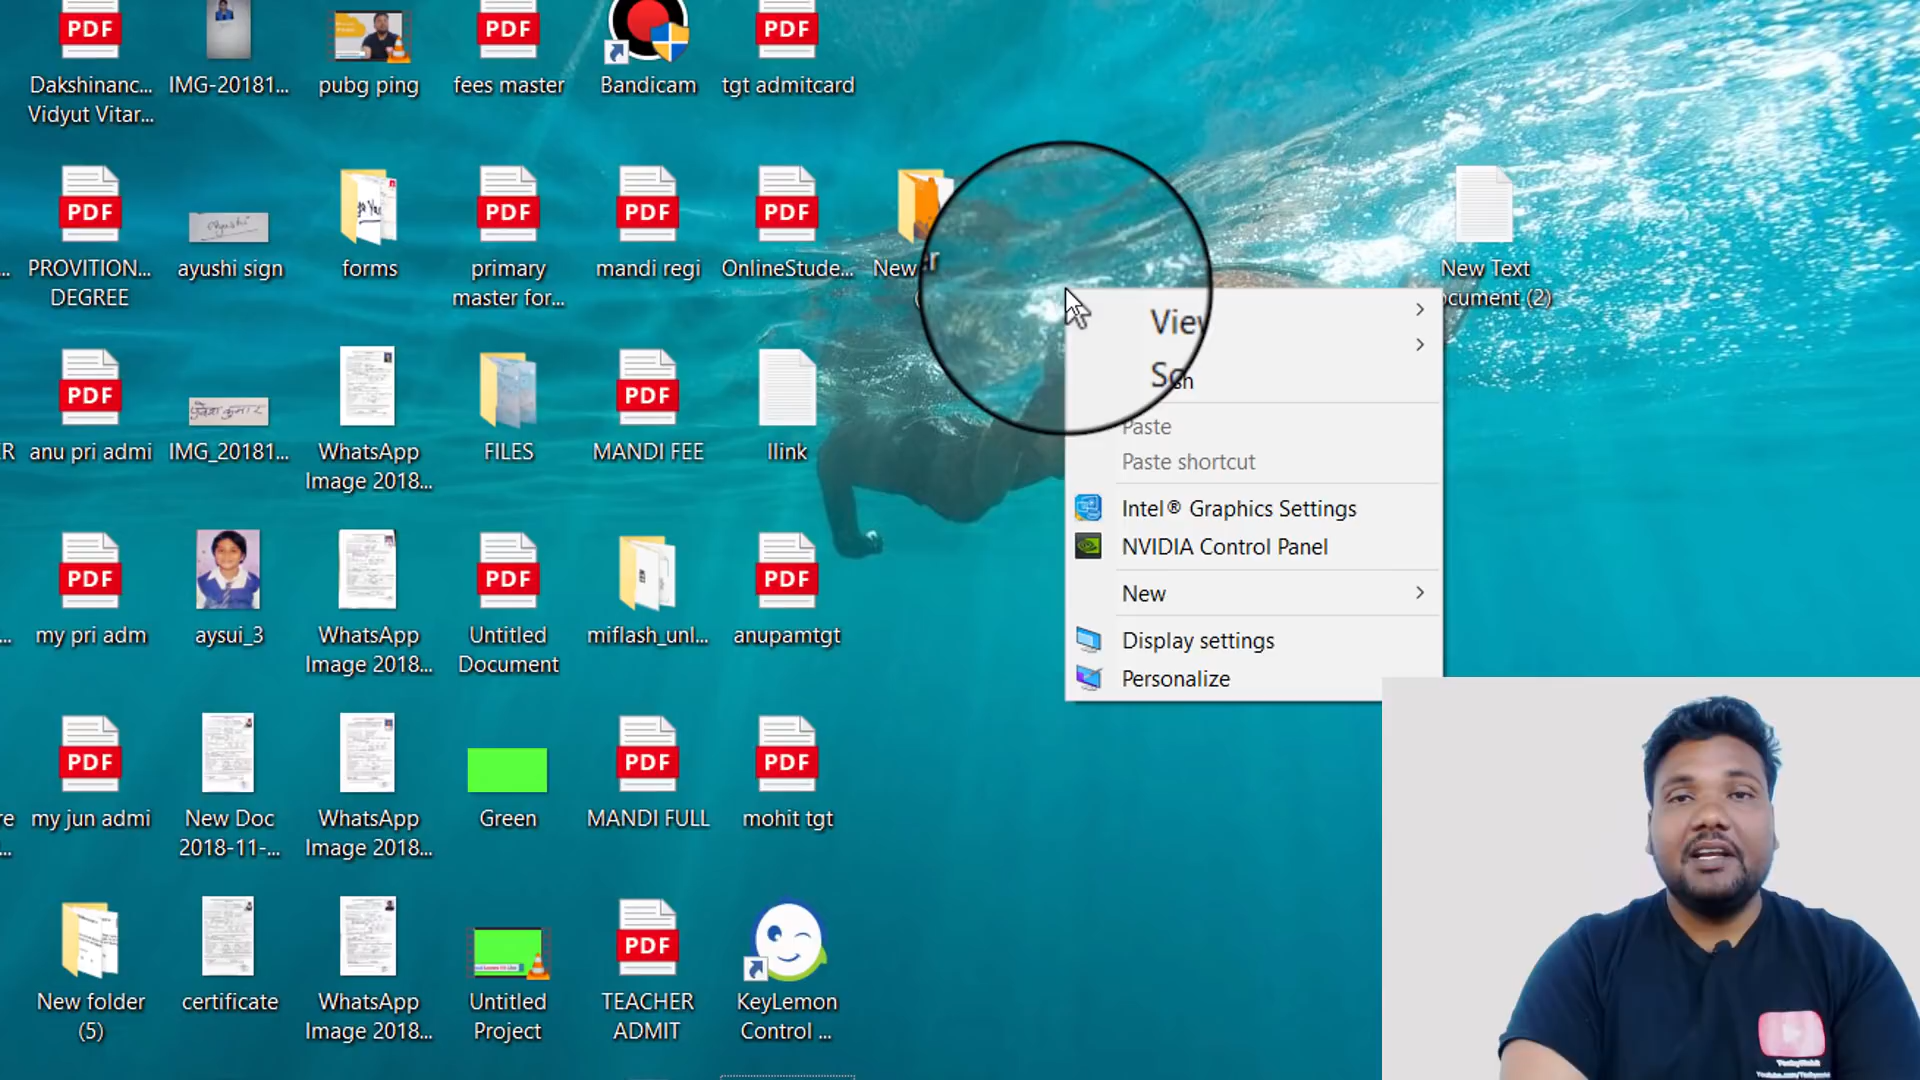 PDF
PDF
PDF
Dakshinanc...
Vidyut Vitar...
IMG-20181...
pubg ping
fees master
Bandicam
tgt admitcard
PDF
PDF
PDF
PDF
PROVITION...
DEGREE
ayushi sign
forms
primary
master for...
mandi regi
OnlineStude...
New
New Text
ocument (2)
View
sh
PDF
PDF
anu pri admi
IMG_20181...
WhatsApp
Image 2018...
FILES
MANDI FEE
llink
Paste
Paste shortcut
Intel® Graphics Settings
NVIDIA Control Panel
New
Display settings
Personalize
PDF
PDF
PDF
my pri adm
aysui_3
WhatsApp
Image 2018...
Untitled
Document
miflash_unl...
anupamtgt
PDF
PDF
PDF
re
my jun admi
New Doc
2018-11-...
WhatsApp
Image 2018...
Green
MANDI FULL
mohit tgt
PDF
New folder
(5)
certificate
WhatsApp
Image 2018...
Untitled
Project
TEACHER
ADMIT
KeyLemon
Control ...